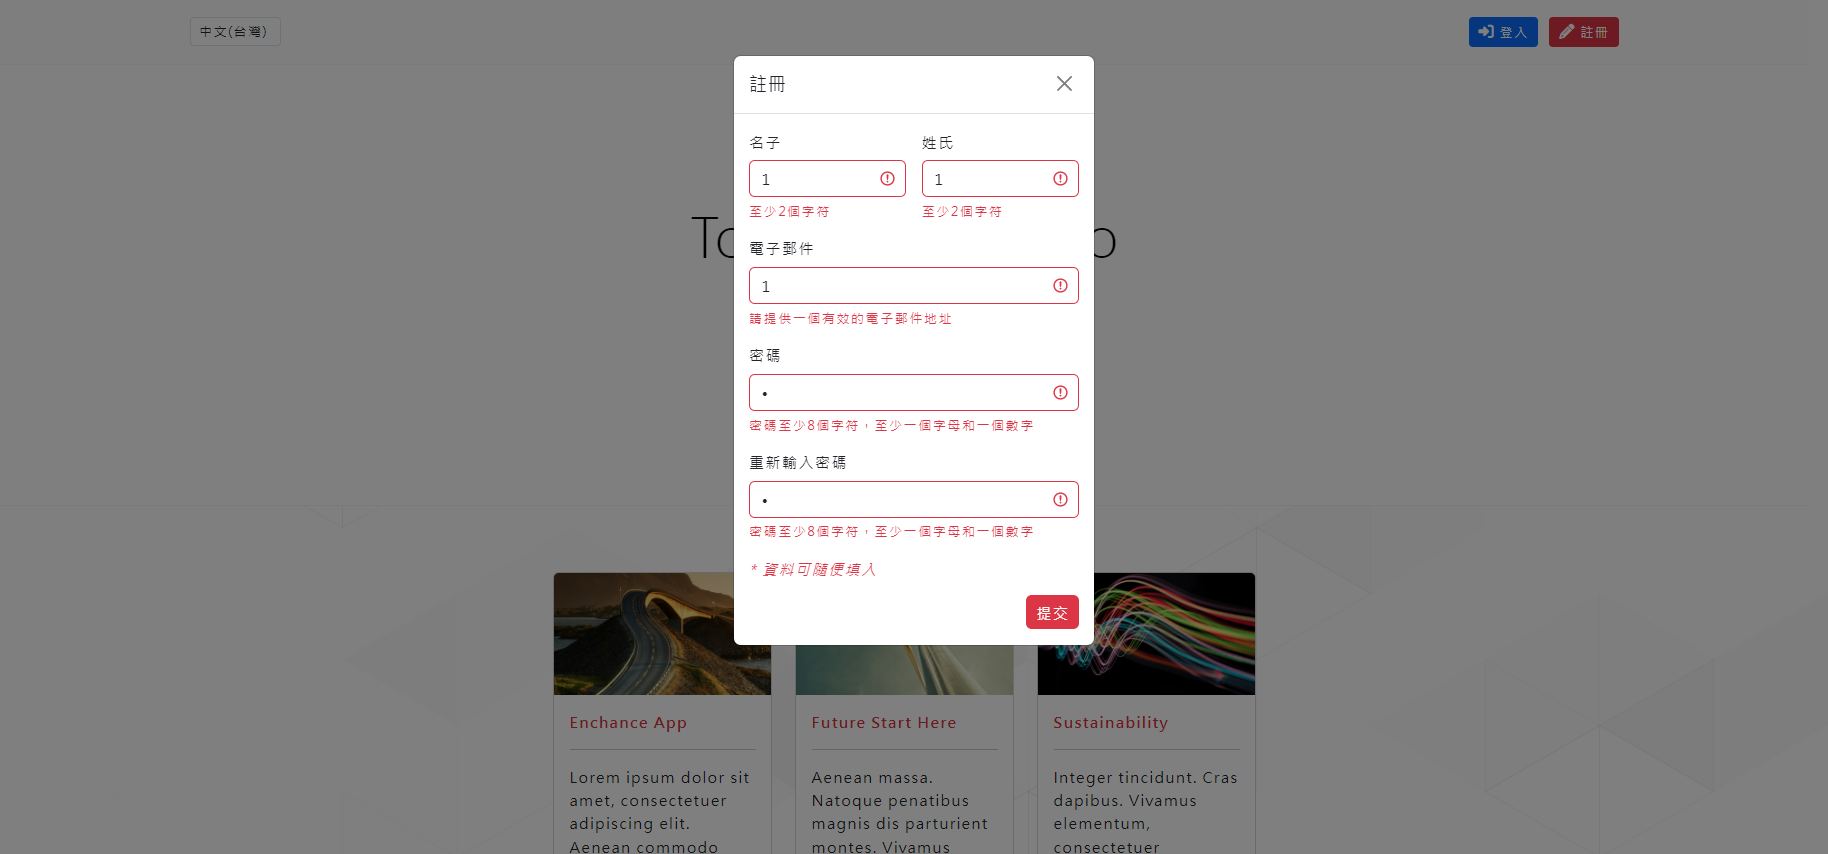 中文(台灣)
登入
註冊
註冊
名子
姓氏
1
1
至少2個字符
至少2個字符
電子郵件
1
請提供一個有效的電子郵件地址
密碼
•
密碼至少8個字符，至少一個字母和一個數字
重新輸入密碼
•
密碼至少8個字符，至少一個字母和一個數字
* 資料可隨便填入
提交
Enchance App
Lorem ipsum dolor sit
amet, consectetuer
adipiscing elit.
Aenean commodo
Future Start Here
Aenean massa.
Natoque penatibus
magnis dis parturient
montes. Vivamus
Sustainability
Integer tincidunt. Cras
dapibus. Vivamus
elementum,
consectetuer